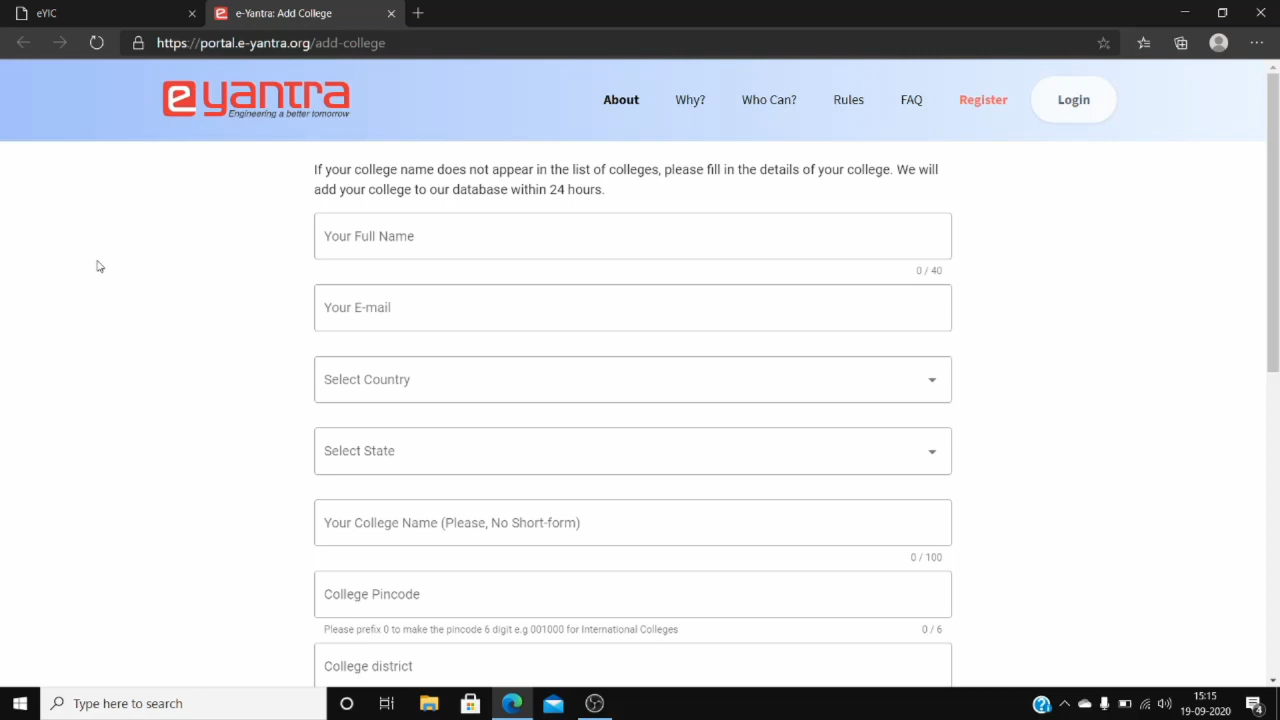 eYIC
e-Yantra: Add College
https://portal.e-yantra.org/add-college
e yantra
Engineering a better tomorrow
About Why? Who Can? Rules FAQ Register Login
If your college name does not appear in the list of colleges, please fill in the details of your college. We will
add your college to our database within 24 hours.
Your Full Name
0 / 40
Your E-mail
Select Country
Select State
Your College Name (Please, No Short-form)
0 / 100
College Pincode
Please prefix 0 to make the pincode 6 digit e.g 001000 for International Colleges
0 / 6
College district
Type here to search
15:15
19-09-2020
4